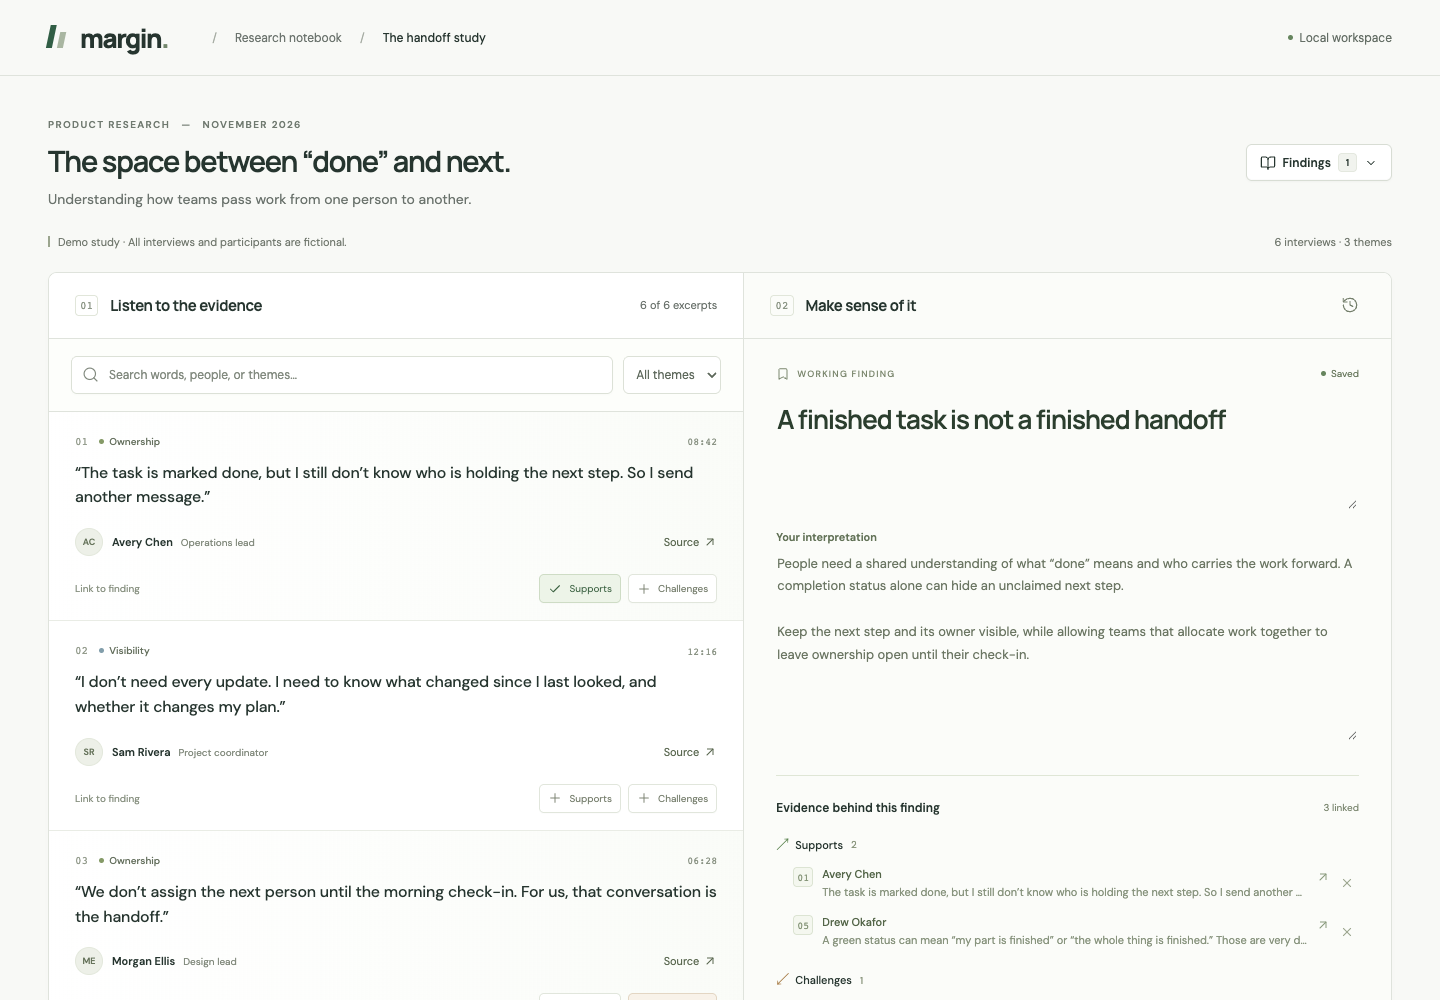 margin.
/ Research notebook / The handoff study
Local workspace
PRODUCT RESEARCH — NOVEMBER 2026
The space between “done” and next.
Understanding how teams pass work from one person to another.
Findings 1
Demo study · All interviews and participants are fictional.
6 interviews · 3 themes
01 Listen to the evidence
6 of 6 excerpts
Search words, people, or themes…
All themes
01 Ownership
08:42
“The task is marked done, but I still don’t know who is holding the next step. So I send
another message.”
AC Avery Chen Operations lead
Source
Link to finding
Supports
Challenges
02 Visibility
12:16
“I don’t need every update. I need to know what changed since I last looked, and
whether it changes my plan.”
SR Sam Rivera Project coordinator
Source
Link to finding
Supports
Challenges
03 Ownership
06:28
“We don’t assign the next person until the morning check-in. For us, that conversation is
the handoff.”
ME Morgan Ellis Design lead
Source
02 Make sense of it
WORKING FINDING
Saved
A finished task is not a finished handoff
Your interpretation
People need a shared understanding of what “done” means and who carries the work forward. A
completion status alone can hide an unclaimed next step.
Keep the next step and its owner visible, while allowing teams that allocate work together to
leave ownership open until their check-in.
Evidence behind this finding
3 linked
Supports 2
01 Avery Chen
The task is marked done, but I still don’t know who is holding the next step. So I send another …
05 Drew Okafor
A green status can mean “my part is finished” or “the whole thing is finished.” Those are very d…
Challenges 1